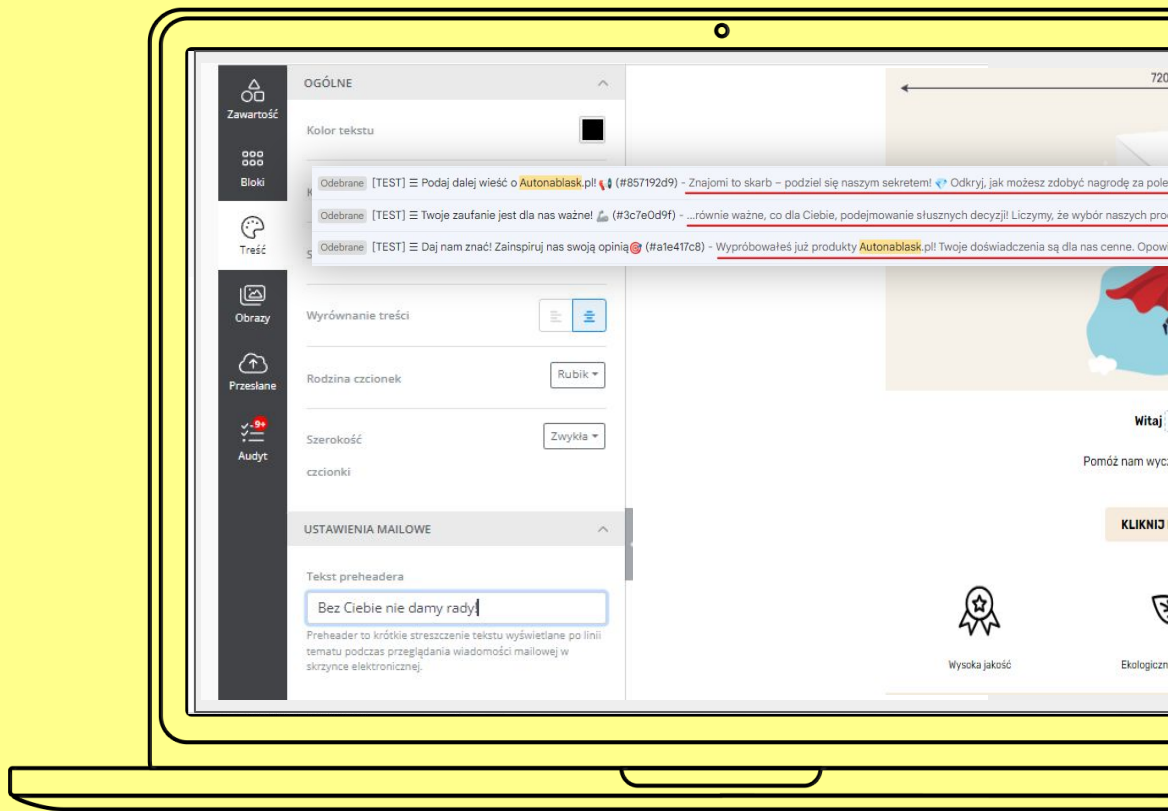 Zawartość
Bloki
Treść
Obrazy
Przesłane
9+
Audyt
OGÓLNE
Kolor tekstu
Odebrane [TEST] ☰ Podaj dalej wieść o Autonablask.pl! 📢 (#857192d9) - Znajomi to skarb – podziel się naszym sekretem! 💎 Odkryj, jak możesz zdobyć nagrodę za pole
Odebrane [TEST] ☰ Twoje zaufanie jest dla nas ważne! 🦾 (#3c7e0d9f) - ...równie ważne, co dla Ciebie, podejmowanie słusznych decyzji! Liczymy, że wybór naszych pro
Odebrane [TEST] ☰ Daj nam znać! Zainspiruj nas swoją opinią🎯 (#a1e417c8) - Wypróbowałeś już produkty Autonablask.pl! Twoje doświadczenia są dla nas cenne. Opowi
Wyrównanie treści
Rodzina czcionek
Rubik
Szerokość
czcionki
Zwykła
USTAWIENIA MAILOWE
Tekst preheadera
Bez Ciebie nie damy rady!
Preheader to krótkie streszczenie tekstu wyświetlane po linii
tematu podczas przeglądania wiadomości mailowej w
skrzynce elektronicznej.
720
Witaj
Pomóż nam wyc
KLIKNIJ
Wysoka jakość
Ekologiczn